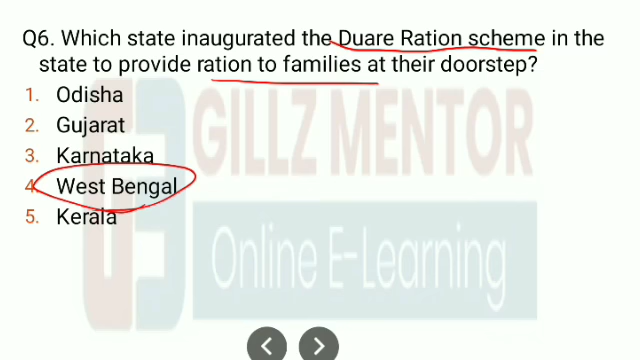 Q6. Which state inaugurated the Duare Ration scheme in the
state to provide ration to families at their doorstep?
1. Odisha
2. Gujarat
3. Karnataka
4. West Bengal
5. Kerala
GILLZ MENTOR
Online E-Learning